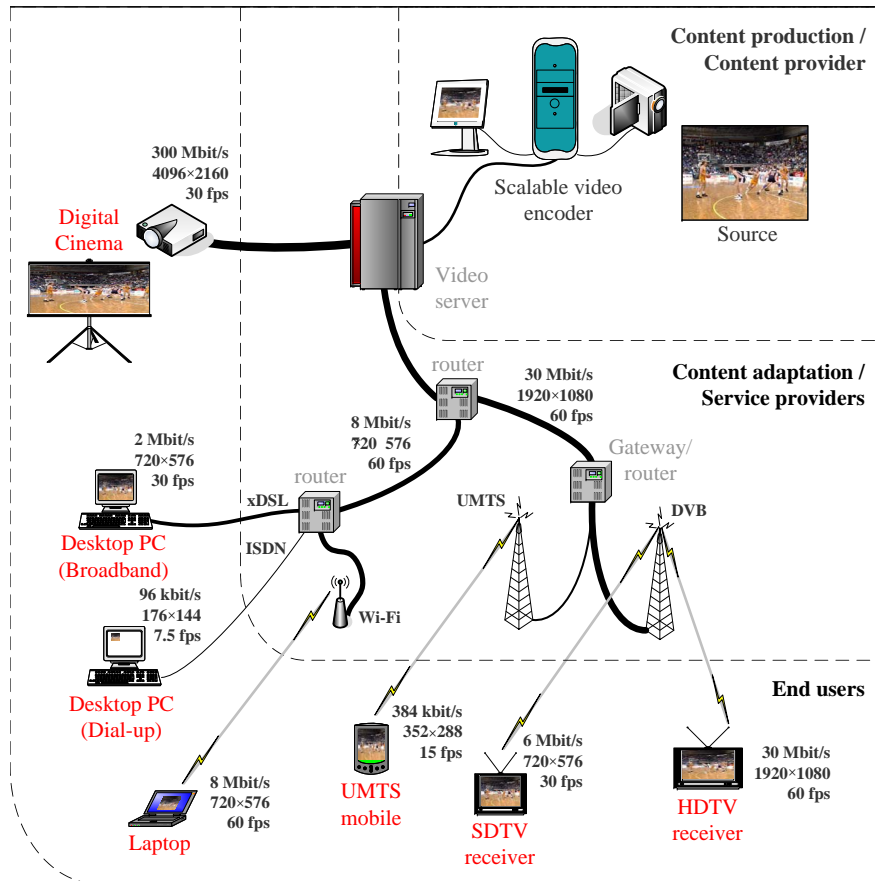 Content production /
Content provider
Scalable video
encoder
Source
300 Mbit/s
4096×2160
30 fps
Digital
Cinema
Video
server
Content adaptation /
Service providers
router
30 Mbit/s
1920×1080
60 fps
8 Mbit/s
720 576
60 fps
2 Mbit/s
720×576
30 fps
router
Gateway/
router
xDSL
UMTS
DVB
Desktop PC
(Broadband)
ISDN
96 kbit/s
176×144
7.5 fps
Wi-Fi
Desktop PC
(Dial-up)
End users
384 kbit/s
352×288
15 fps
6 Mbit/s
720×576
30 fps
30 Mbit/s
1920×1080
60 fps
8 Mbit/s
720×576
60 fps
Laptop
UMTS
mobile
SDTV
receiver
HDTV
receiver